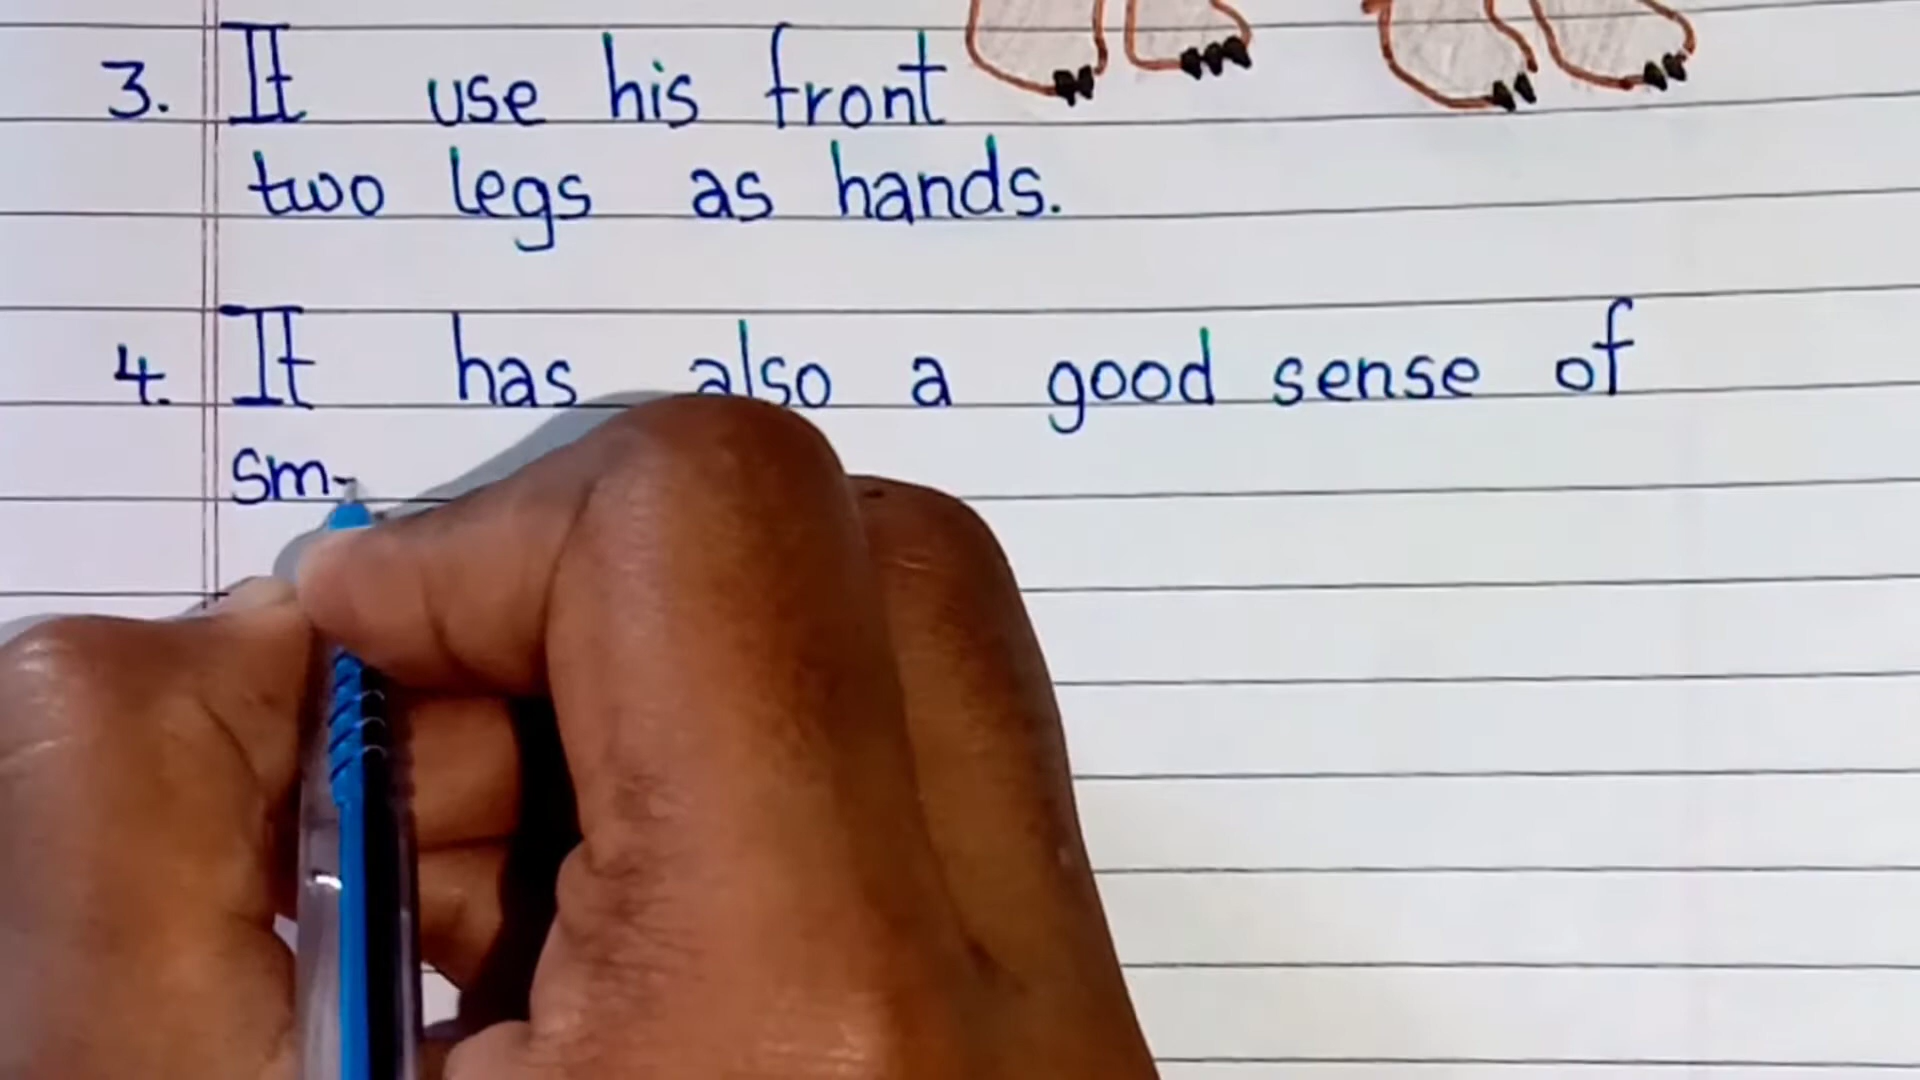 3. It use his front
two legs as hands.
4. It has also a good sense of
sm